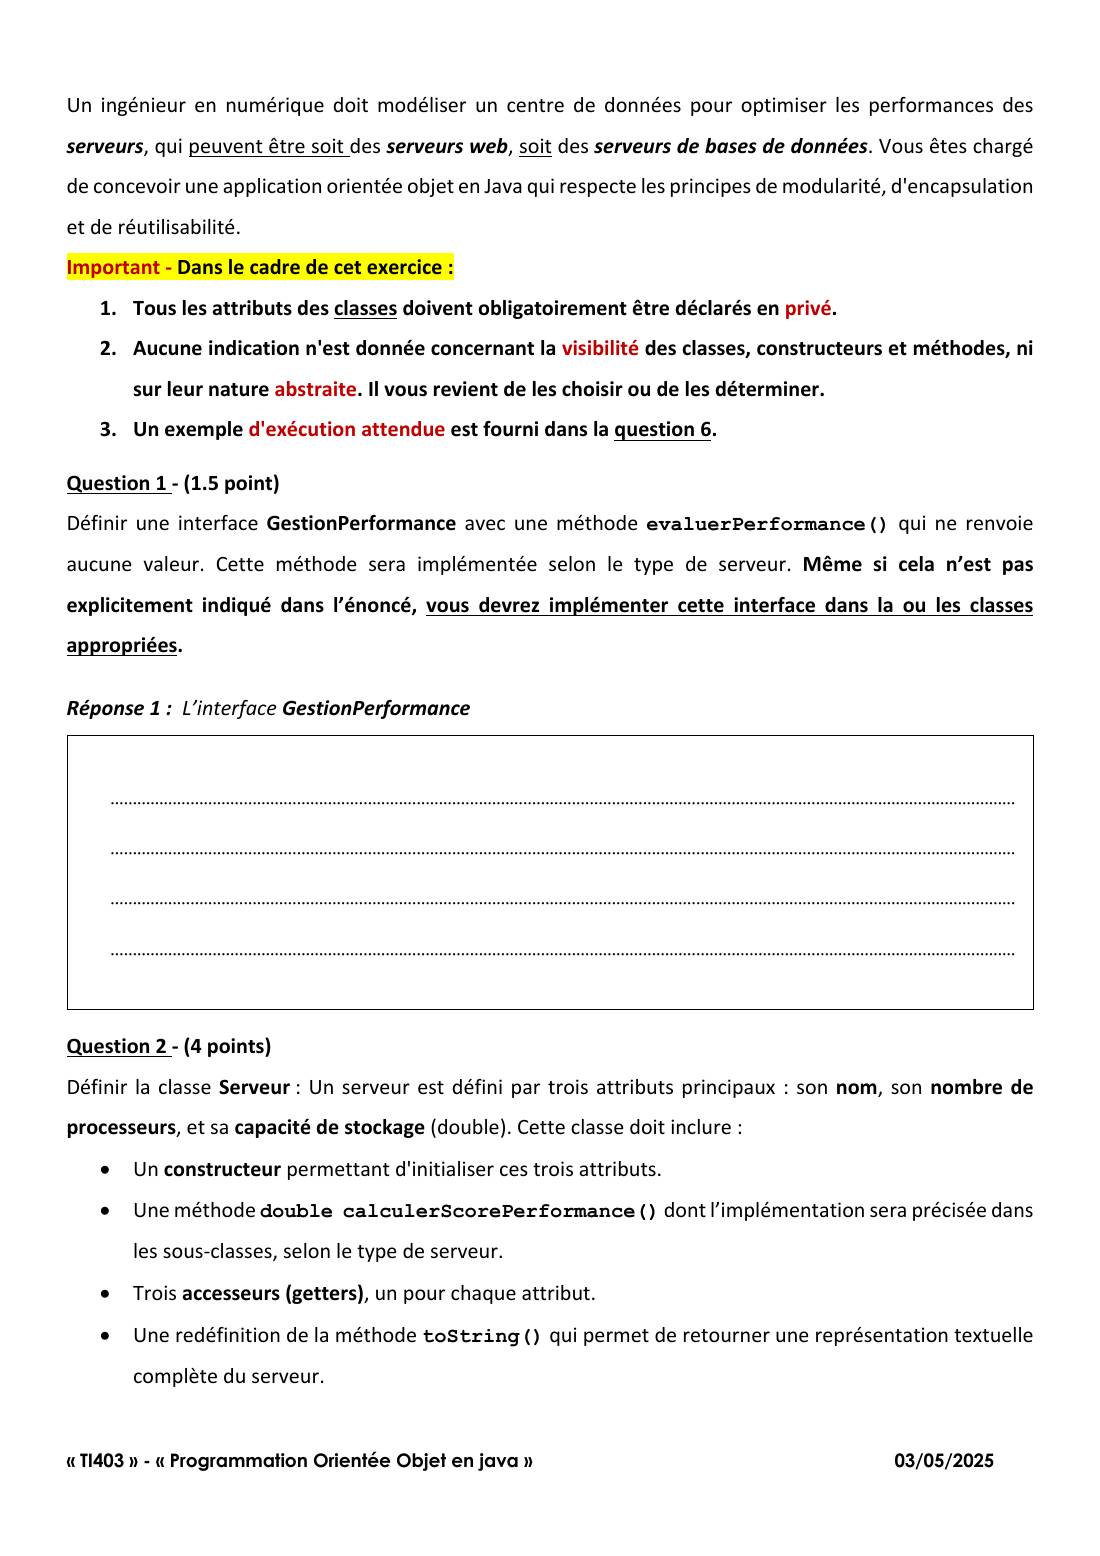 Un ingénieur en numérique doit modéliser un centre de données pour optimiser les performances des
serveurs, qui peuvent être soit des serveurs web, soit des serveurs de bases de données. Vous êtes chargé
de concevoir une application orientée objet en Java qui respecte les principes de modularité, d'encapsulation
et de réutilisabilité.
Important - Dans le cadre de cet exercice :
1. Tous les attributs des classes doivent obligatoirement être déclarés en privé.
2. Aucune indication n'est donnée concernant la visibilité des classes, constructeurs et méthodes, ni
sur leur nature abstraite. Il vous revient de les choisir ou de les déterminer.
3. Un exemple d'exécution attendue est fourni dans la question 6.
Question 1 - (1.5 point)
Définir une interface GestionPerformance avec une méthode evaluerPerformance() qui ne renvoie
aucune valeur. Cette méthode sera implémentée selon le type de serveur. Même si cela n’est pas
explicitement indiqué dans l’énoncé, vous devrez implémenter cette interface dans la ou les classes
appropriées.
Réponse 1 : L’interface GestionPerformance
Question 2 - (4 points)
Définir la classe Serveur : Un serveur est défini par trois attributs principaux : son nom, son nombre de
processeurs, et sa capacité de stockage (double). Cette classe doit inclure :
• Un constructeur permettant d'initialiser ces trois attributs.
• Une méthode double calculerScorePerformance() dont l’implémentation sera précisée dans
les sous-classes, selon le type de serveur.
• Trois accesseurs (getters), un pour chaque attribut.
• Une redéfinition de la méthode toString() qui permet de retourner une représentation textuelle
complète du serveur.
« TI403 » - « Programmation Orientée Objet en java » 03/05/2025